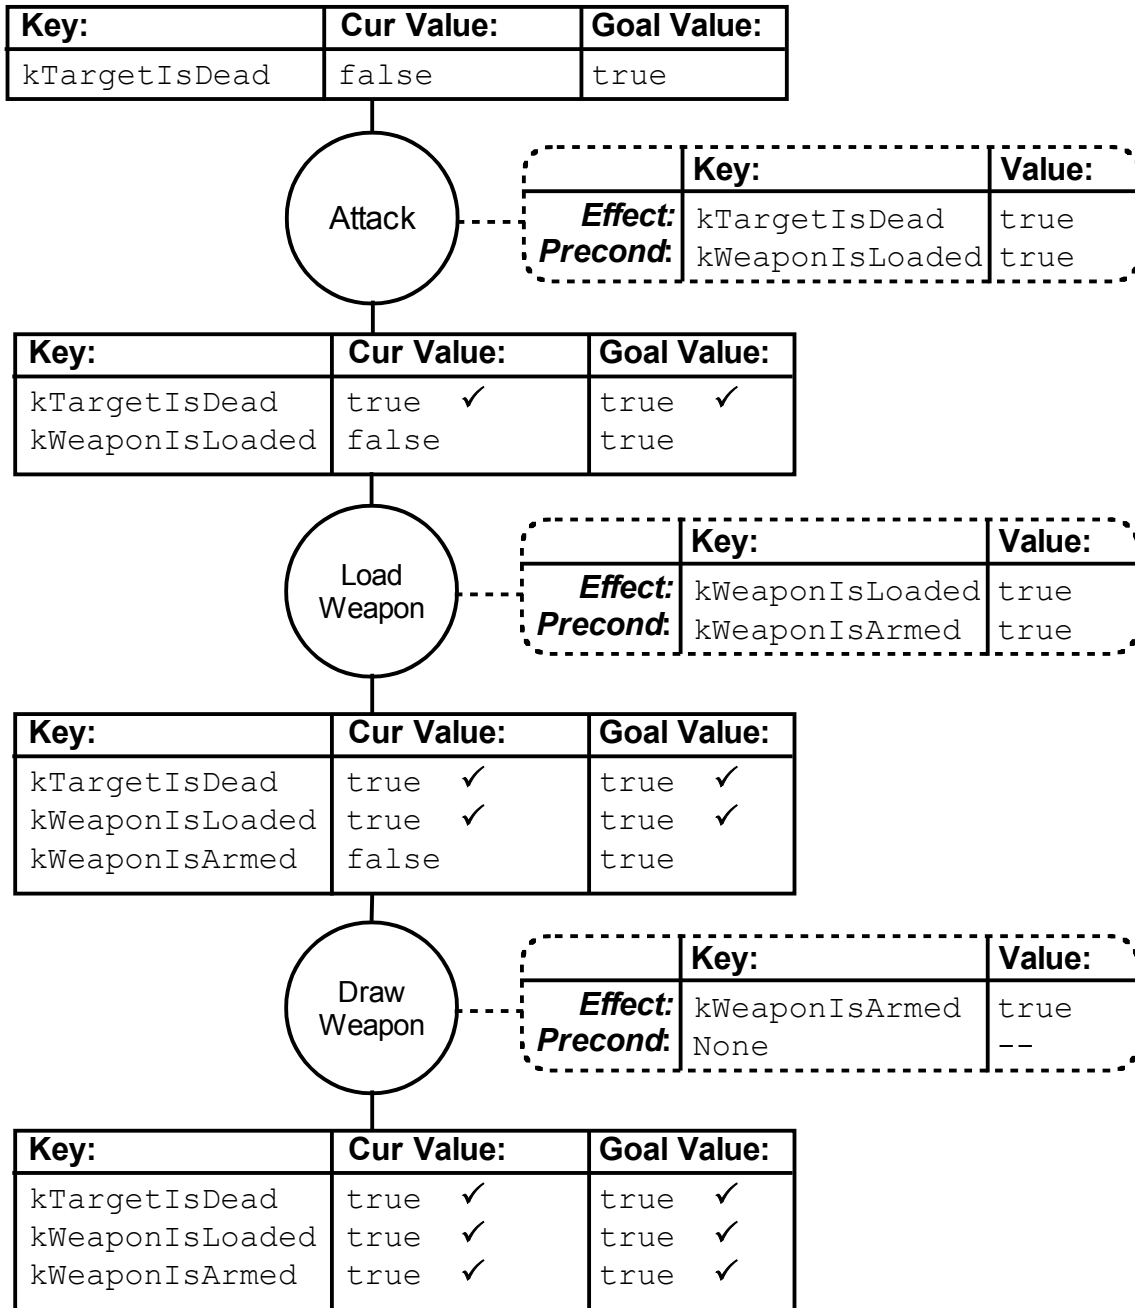 Key: Cur Value: Goal Value:
kTargetIsDead false true
Attack
Key: Value:
Effect: kTargetIsDead true
Precond: kWeaponIsLoaded true
Key: Cur Value: Goal Value:
kTargetIsDead true ✓ true ✓
kWeaponIsLoaded false true
Load
Weapon
Key: Value:
Effect: kWeaponIsLoaded true
Precond: kWeaponIsArmed true
Key: Cur Value: Goal Value:
kTargetIsDead true ✓ true ✓
kWeaponIsLoaded true ✓ true ✓
kWeaponIsArmed false true
Draw
Weapon
Key: Value:
Effect: kWeaponIsArmed true
Precond: None --
Key: Cur Value: Goal Value:
kTargetIsDead true ✓ true ✓
kWeaponIsLoaded true ✓ true ✓
kWeaponIsArmed true ✓ true ✓